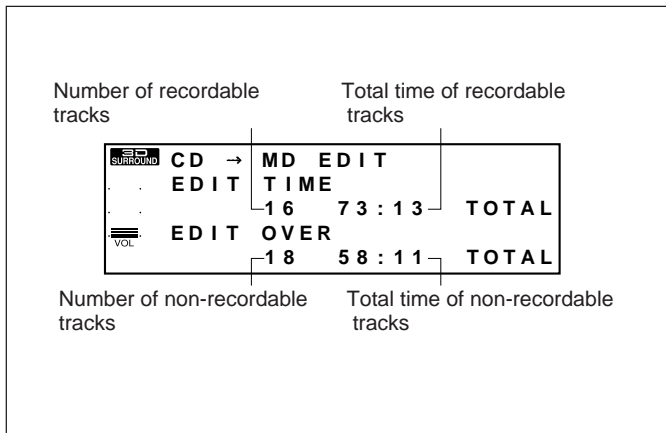 Number of recordable tracks
Total time of recordable tracks
3D SURROUND
CD → MD EDIT
EDIT TIME
16 73:13 TOTAL
VOL
EDIT OVER
18 58:11 TOTAL
Number of non-recordable tracks
Total time of non-recordable tracks